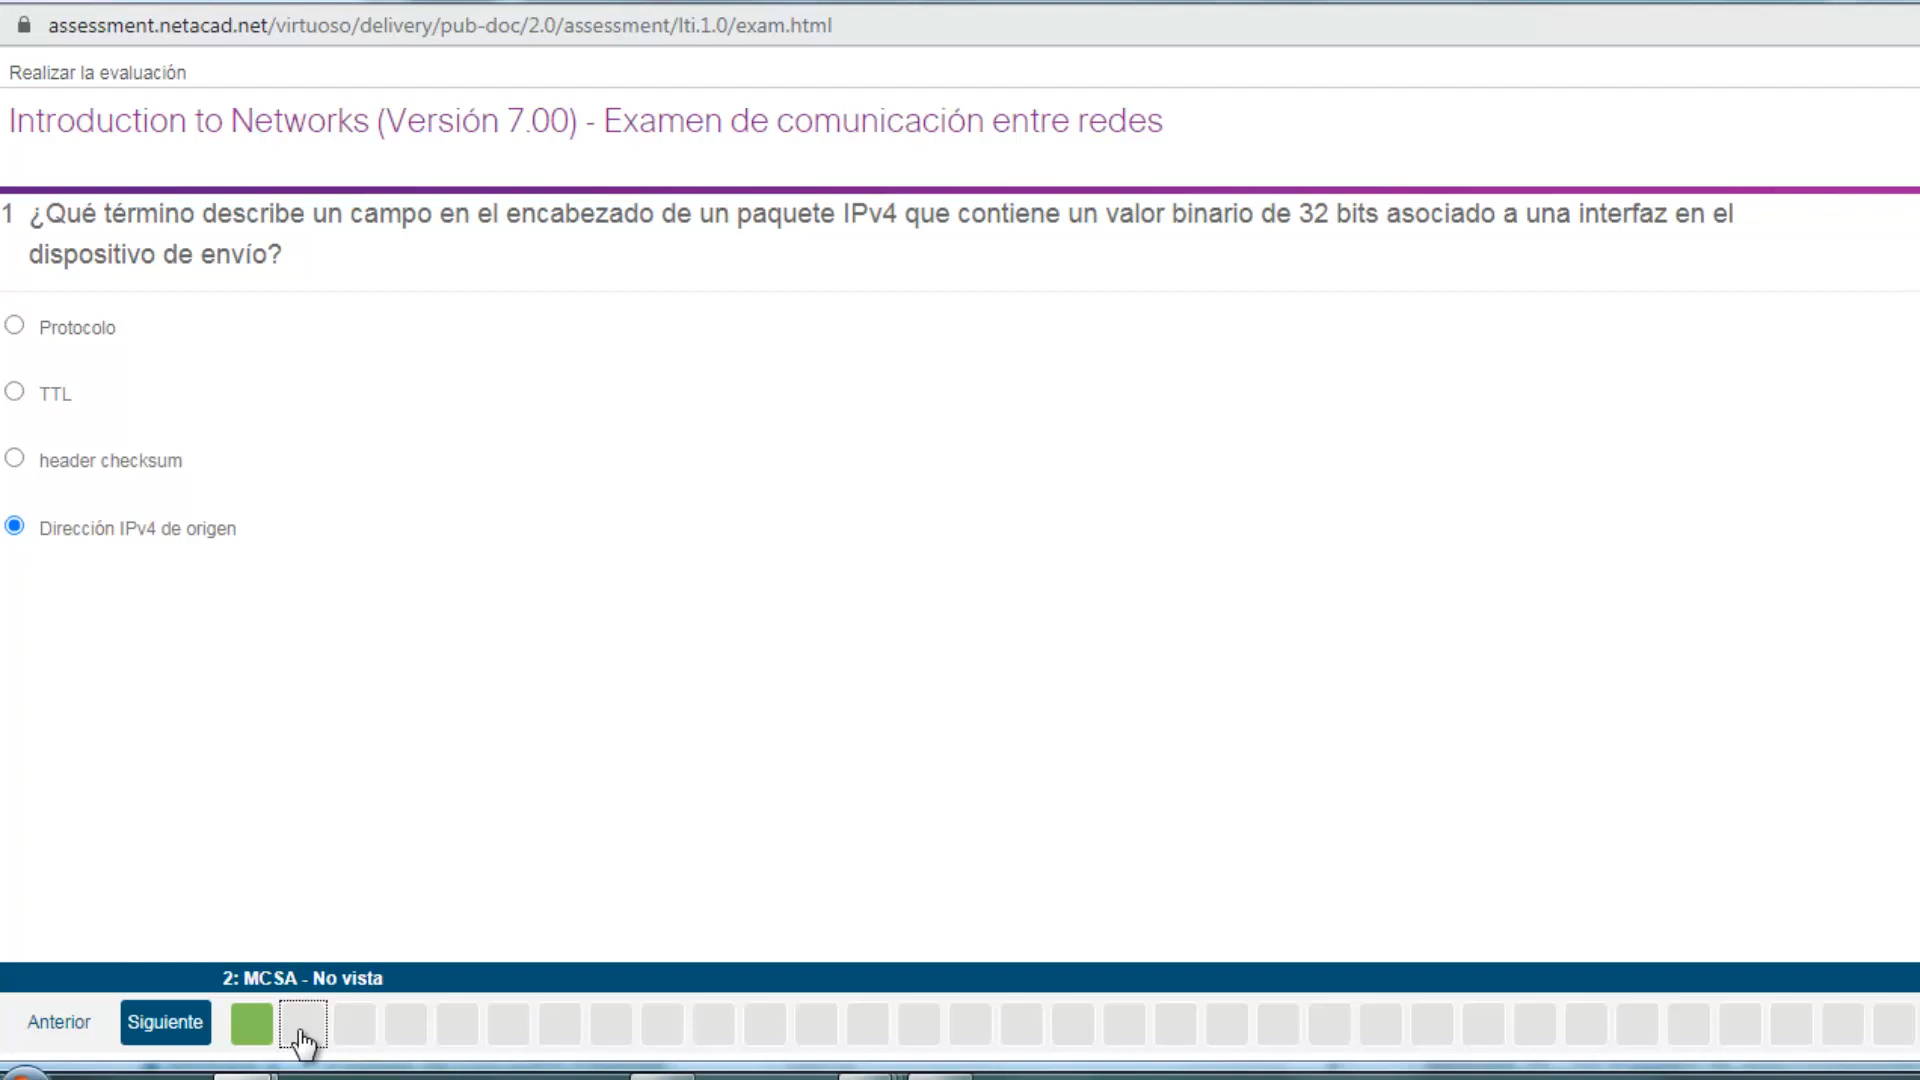 assessment.netacad.net/virtuoso/delivery/pub-doc/2.0/assessment/lti.1.0/exam.html
Realizar la evaluación
Introduction to Networks (Versión 7.00) - Examen de comunicación entre redes
1 ¿Qué término describe un campo en el encabezado de un paquete IPv4 que contiene un valor binario de 32 bits asociado a una interfaz en el
dispositivo de envío?
Protocolo
TTL
header checksum
Dirección IPv4 de origen
2: MCSA - No vista
Anterior Siguiente